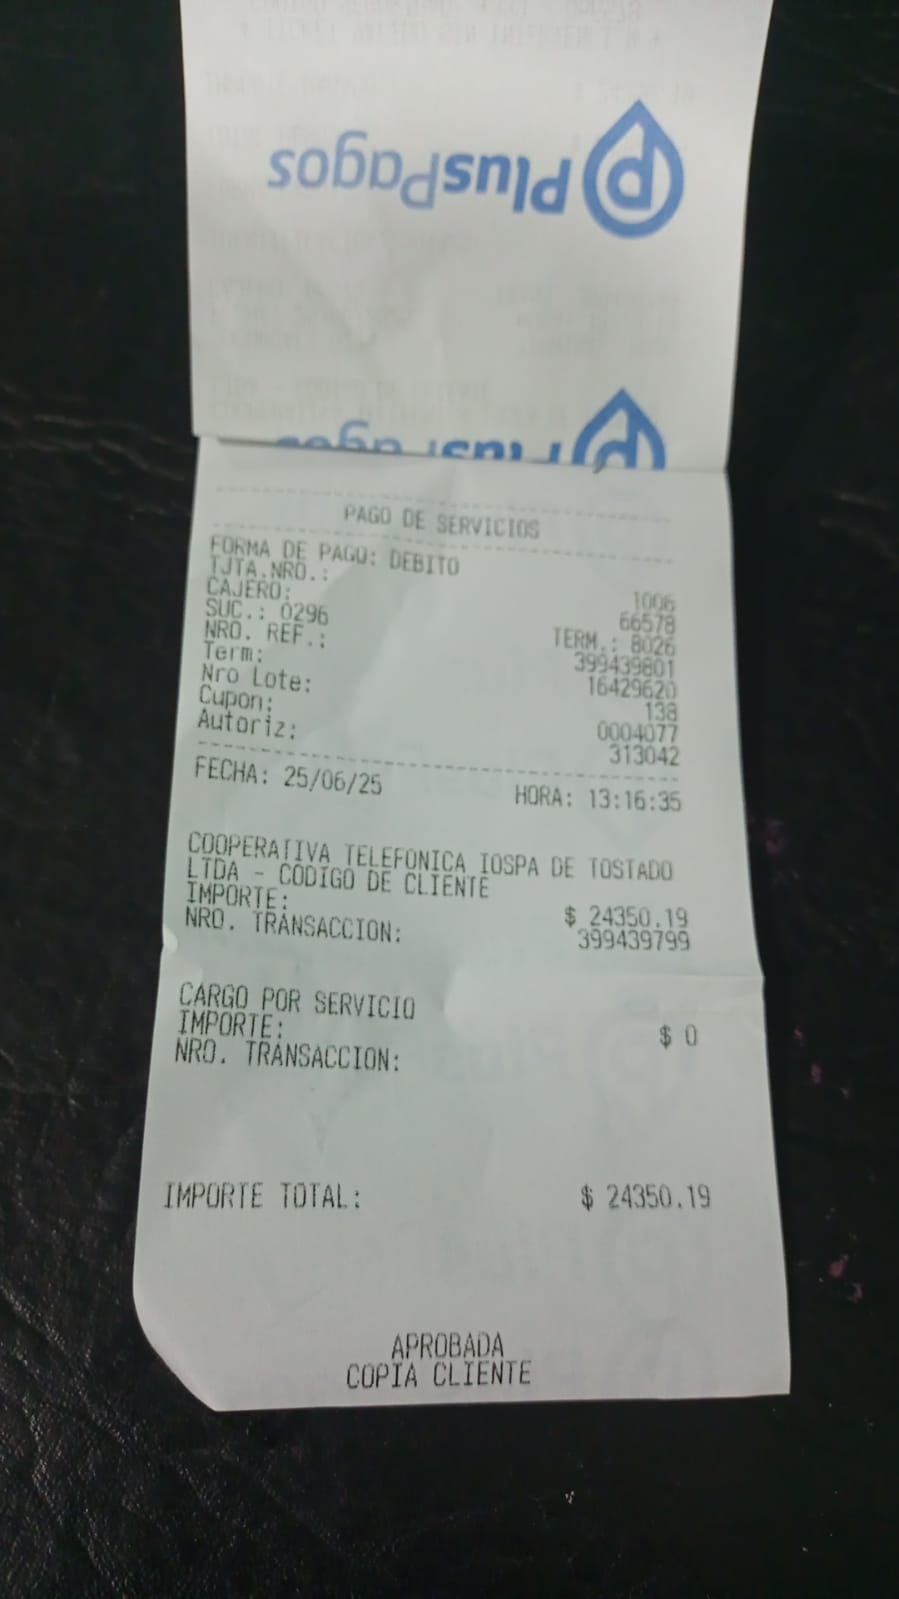 PlusPagos
PlusPagos
PAGO DE SERVICIOS
FORMA DE PAGO: DEBITO
TJTA.NRO.: 1006
CAJERO: 66578
SUC.: 0296 TERM.: 8026
NRO. REF.: 399439801
Term: 16429620
Nro Lote: 138
Cupon: 0004077
Autoriz: 313042
FECHA: 25/06/25 HORA: 13:16:35
COOPERATIVA TELEFONICA IOSPA DE TOSTADO
LTDA - CODIGO DE CLIENTE
IMPORTE: $ 24350.19
NRO. TRANSACCION: 399439799
CARGO POR SERVICIO
IMPORTE: $ 0
NRO. TRANSACCION:
IMPORTE TOTAL: $ 24350.19
APROBADA
COPIA CLIENTE